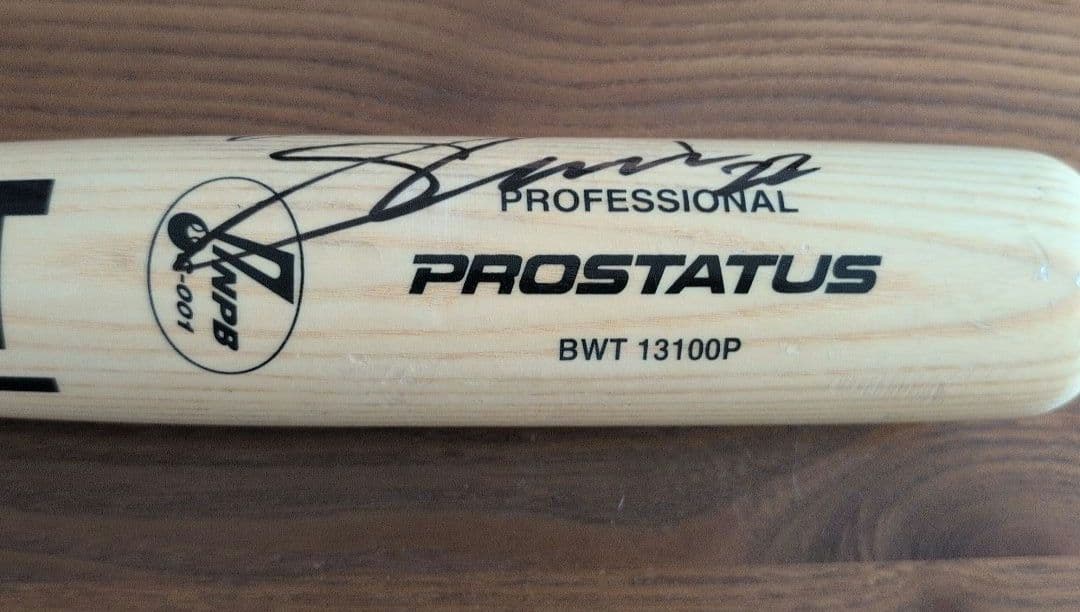 PROFESSIONAL
PROSTATUS
BWT 13100P
NPB